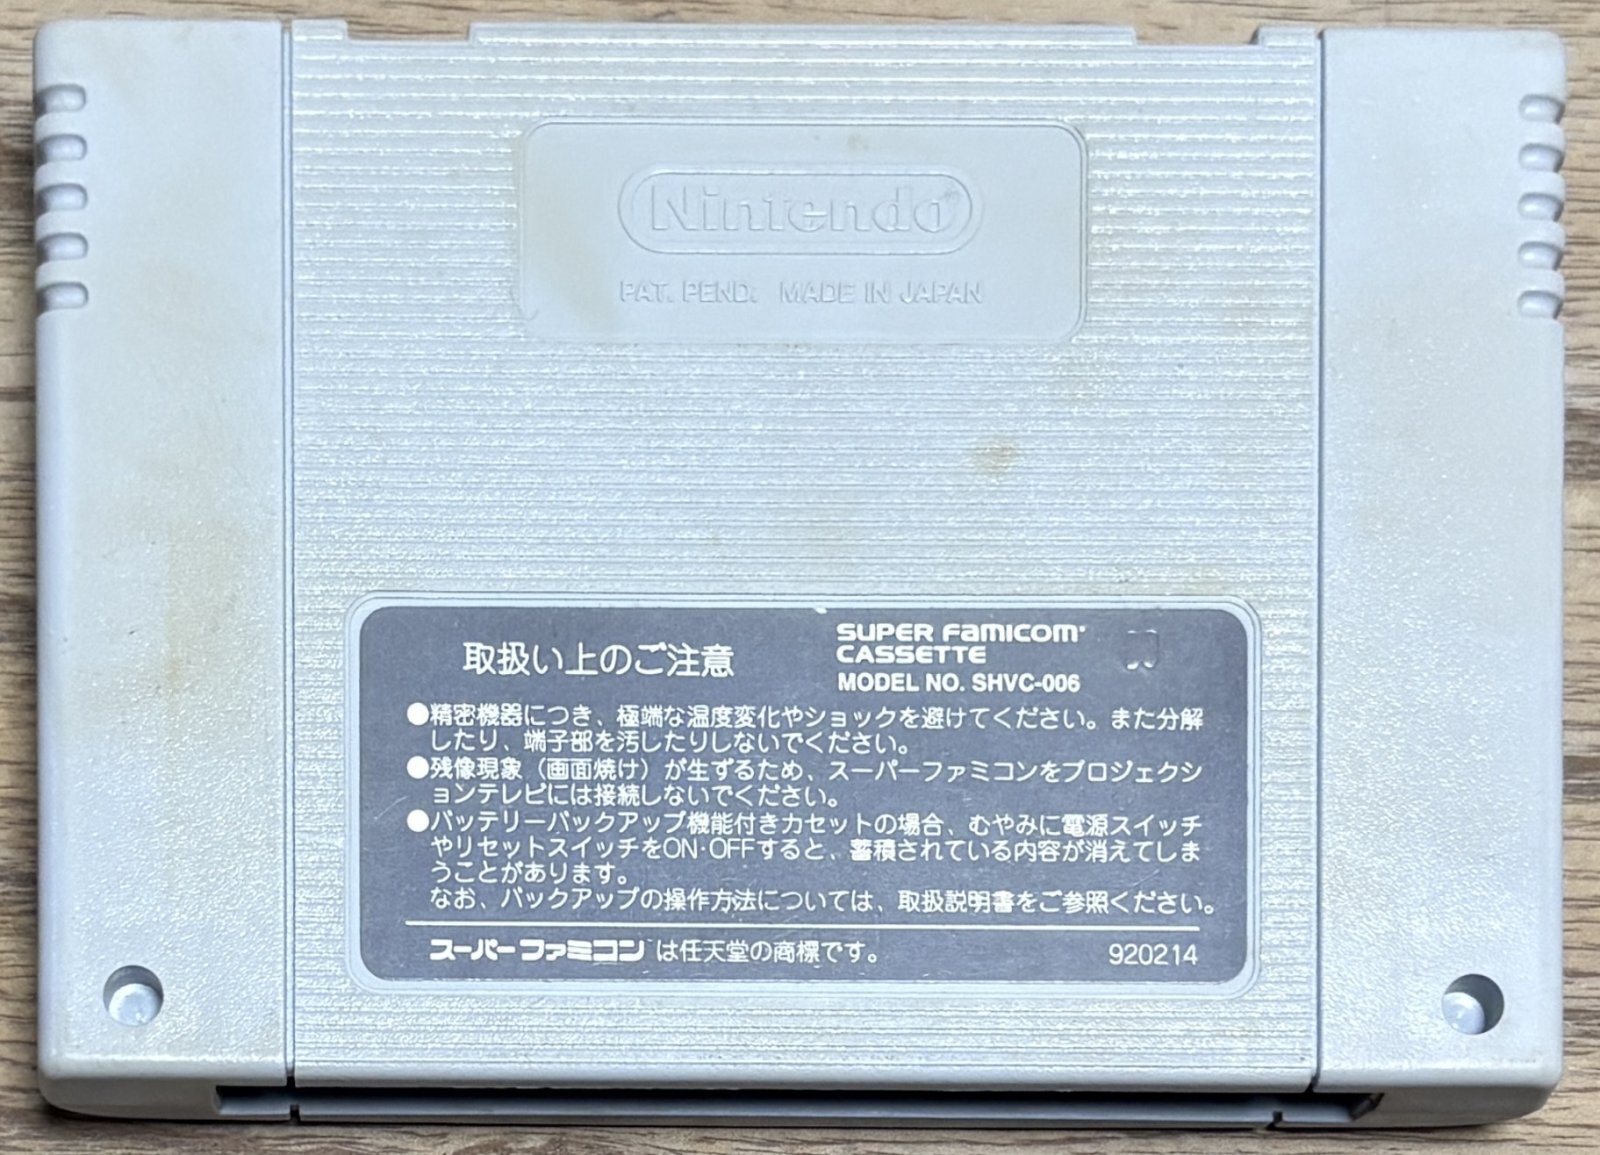 Nintendo®
PAT. PEND. MADE IN JAPAN
取扱い上のご注意
SUPER FAMICOM
CASSETTE
MODEL NO. SHVC-006
●精密機器につき、極端な温度変化やショックを避けてください。また分解
したり、端子部を汚したりしないでください。
●残像現象（画面焼け）が生ずるため、スーパーファミコンをプロジェクシ
ョンテレビには接続しないでください。
●バッテリーバックアップ機能付きカセットの場合、むやみに電源スイッチ
やリセットスイッチをON·OFFすると、蓄積されている内容が消えてしま
うことがあります。
なお、バックアップの操作方法については、取扱説明書をご参照ください。
スーパーファミコン™は任天堂の商標です。
920214